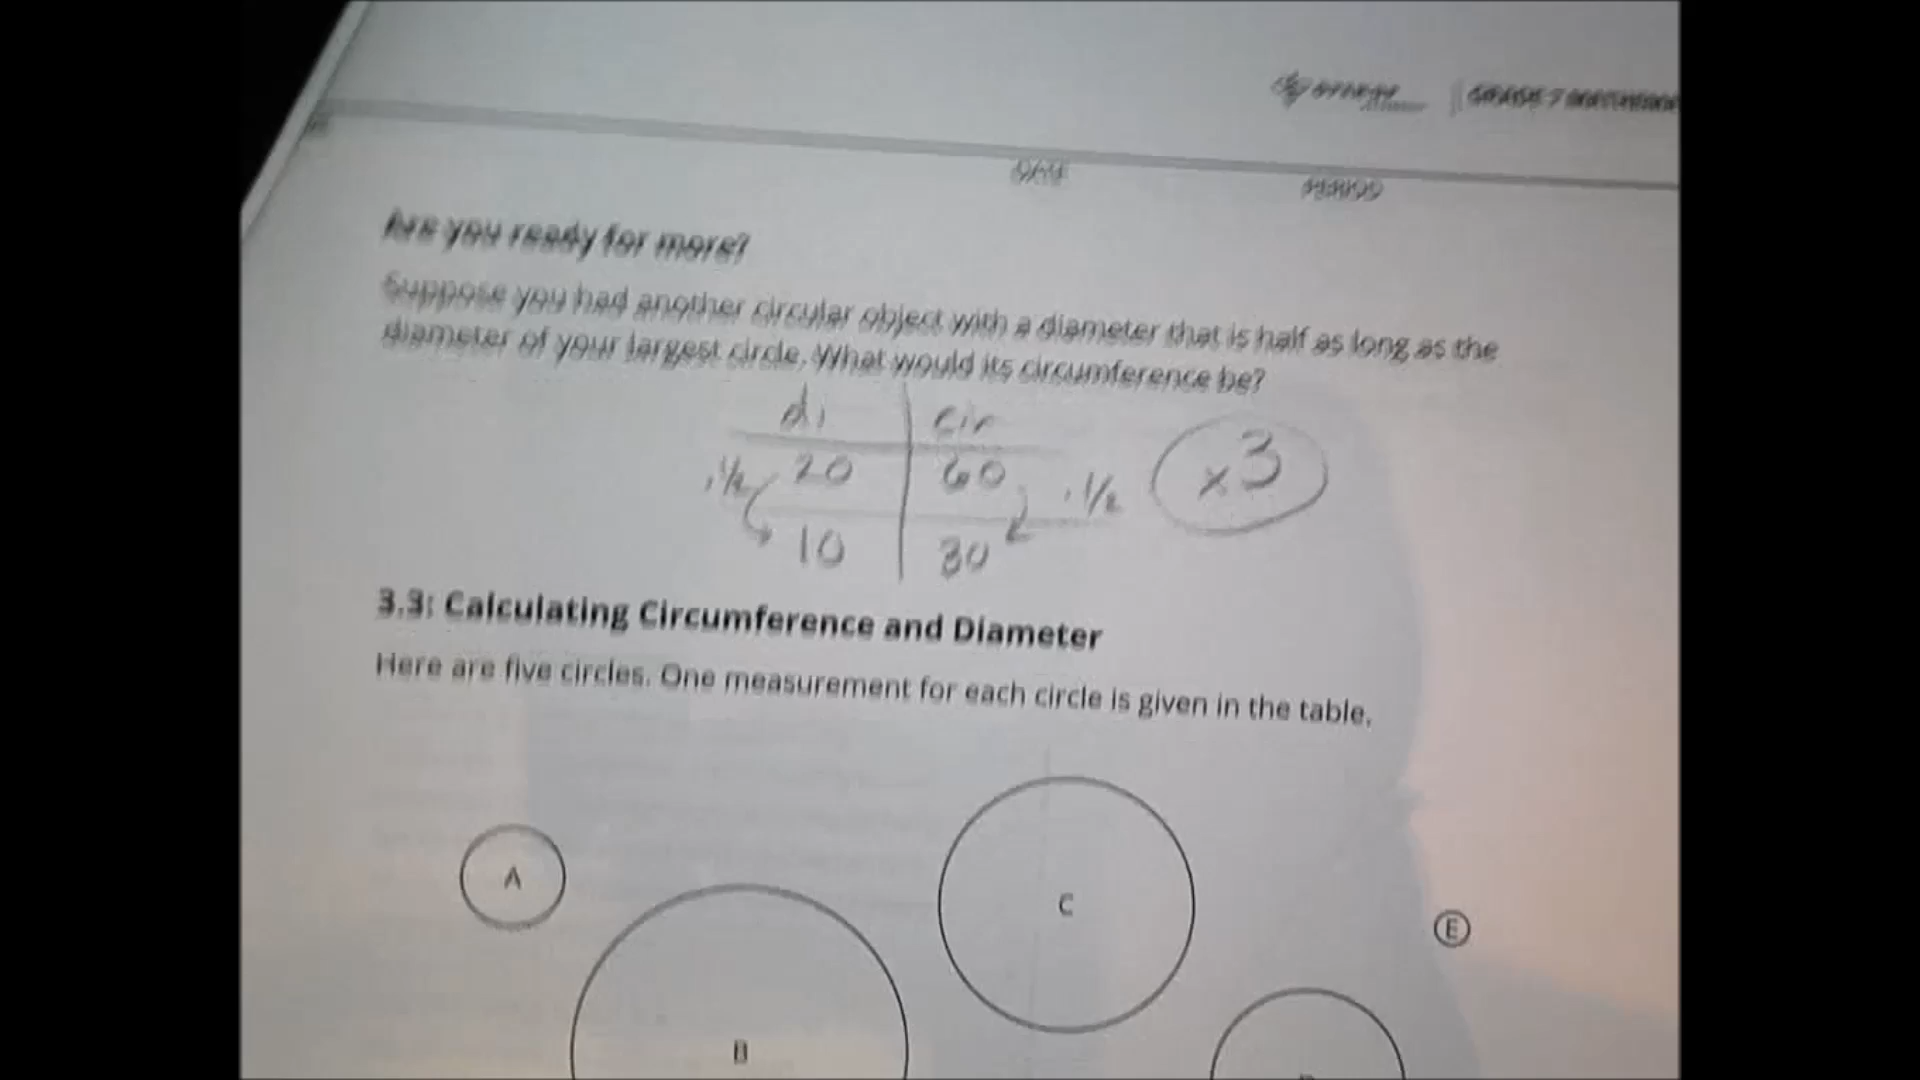 DATE
PERIOD
Are you ready for more?
Suppose you had another circular object with a diameter that is half as long as the
diameter of your largest circle. What would its circumference be?
di cir
.1/2 20 60 .1/2 x3
10 30
3.3: Calculating Circumference and Diameter
Here are five circles. One measurement for each circle is given in the table.
A
C
E
B